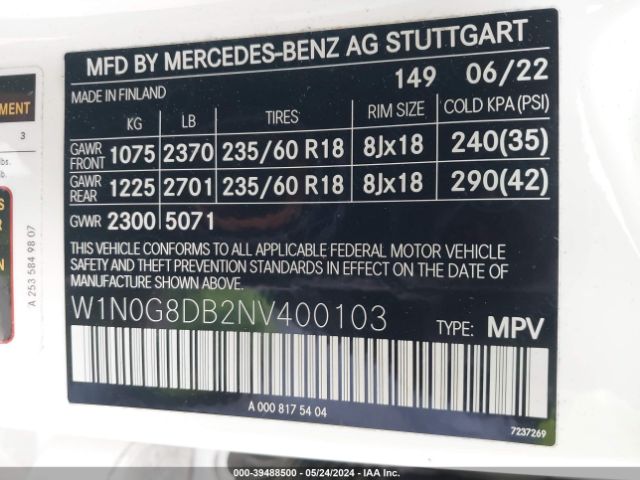 MFD BY MERCEDES-BENZ AG STUTTGART
149 06/22
MADE IN FINLAND
KG LB TIRES RIM SIZE COLD KPA(PSI)
GAWR FRONT 1075 2370 235/60 R18 8Jx18 240(35)
GAWR REAR 1225 2701 235/60 R18 8Jx18 290(42)
GVWR 2300 5071
THIS VEHICLE CONFORMS TO ALL APPLICABLE FEDERAL MOTOR VEHICLE
SAFETY AND THEFT PREVENTION STANDARDS IN EFFECT ON THE DATE OF
MANUFACTURE SHOWN ABOVE.
W1N0G8DB2NV400103 TYPE: MPV
A 000 817 54 04
7237269
3
A 253 584 98 07
000-39488500 - 05/24/2024 - IAA Inc.